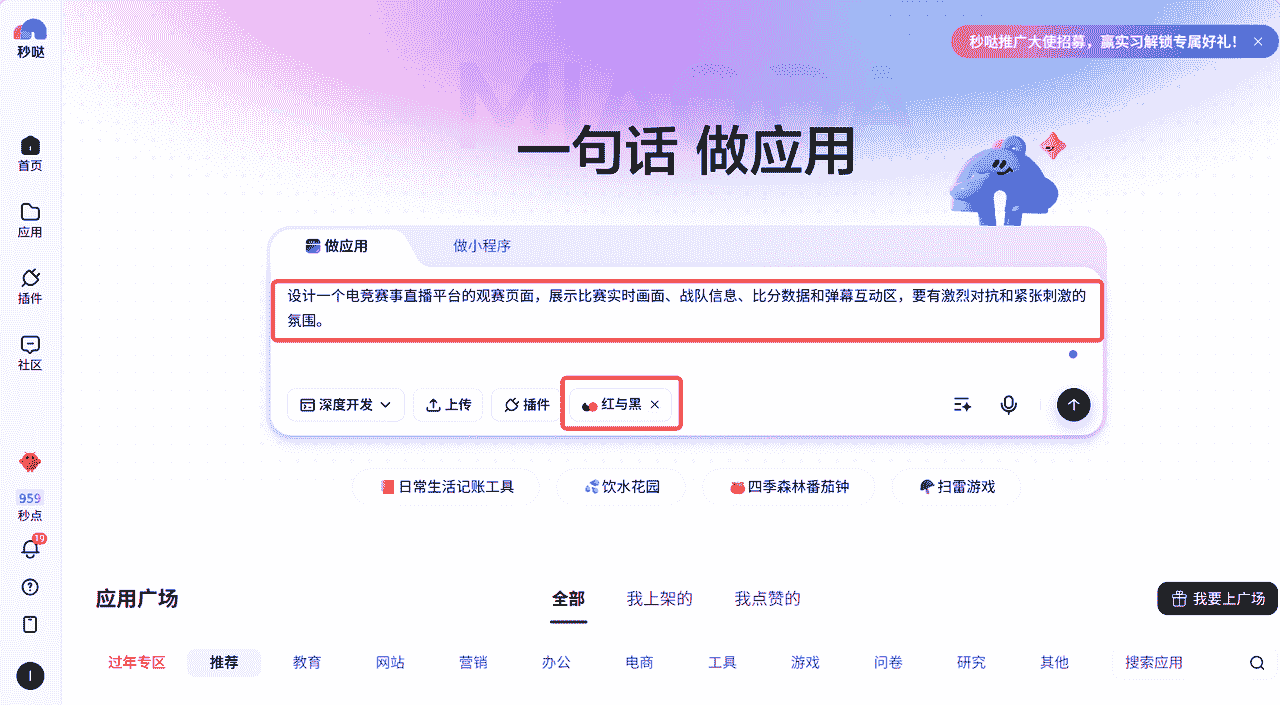 秒哒
首页
应用
插件
社区
959
秒点
19
秒哒推广大使招募，赢实习解锁专属好礼！ ×
一句话 做应用
做应用 做小程序
设计一个电竞赛事直播平台的观赛页面，展示比赛实时画面、战队信息、比分数据和弹幕互动区，要有激烈对抗和紧张刺激的
氛围。
深度开发 上传 插件 红与黑 ×
日常生活记账工具 饮水花园 四季森林番茄钟 扫雷游戏
应用广场 全部 我上架的 我点赞的 我要上广场
过年专区 推荐 教育 网站 营销 办公 电商 工具 游戏 问卷 研究 其他 搜索应用
I